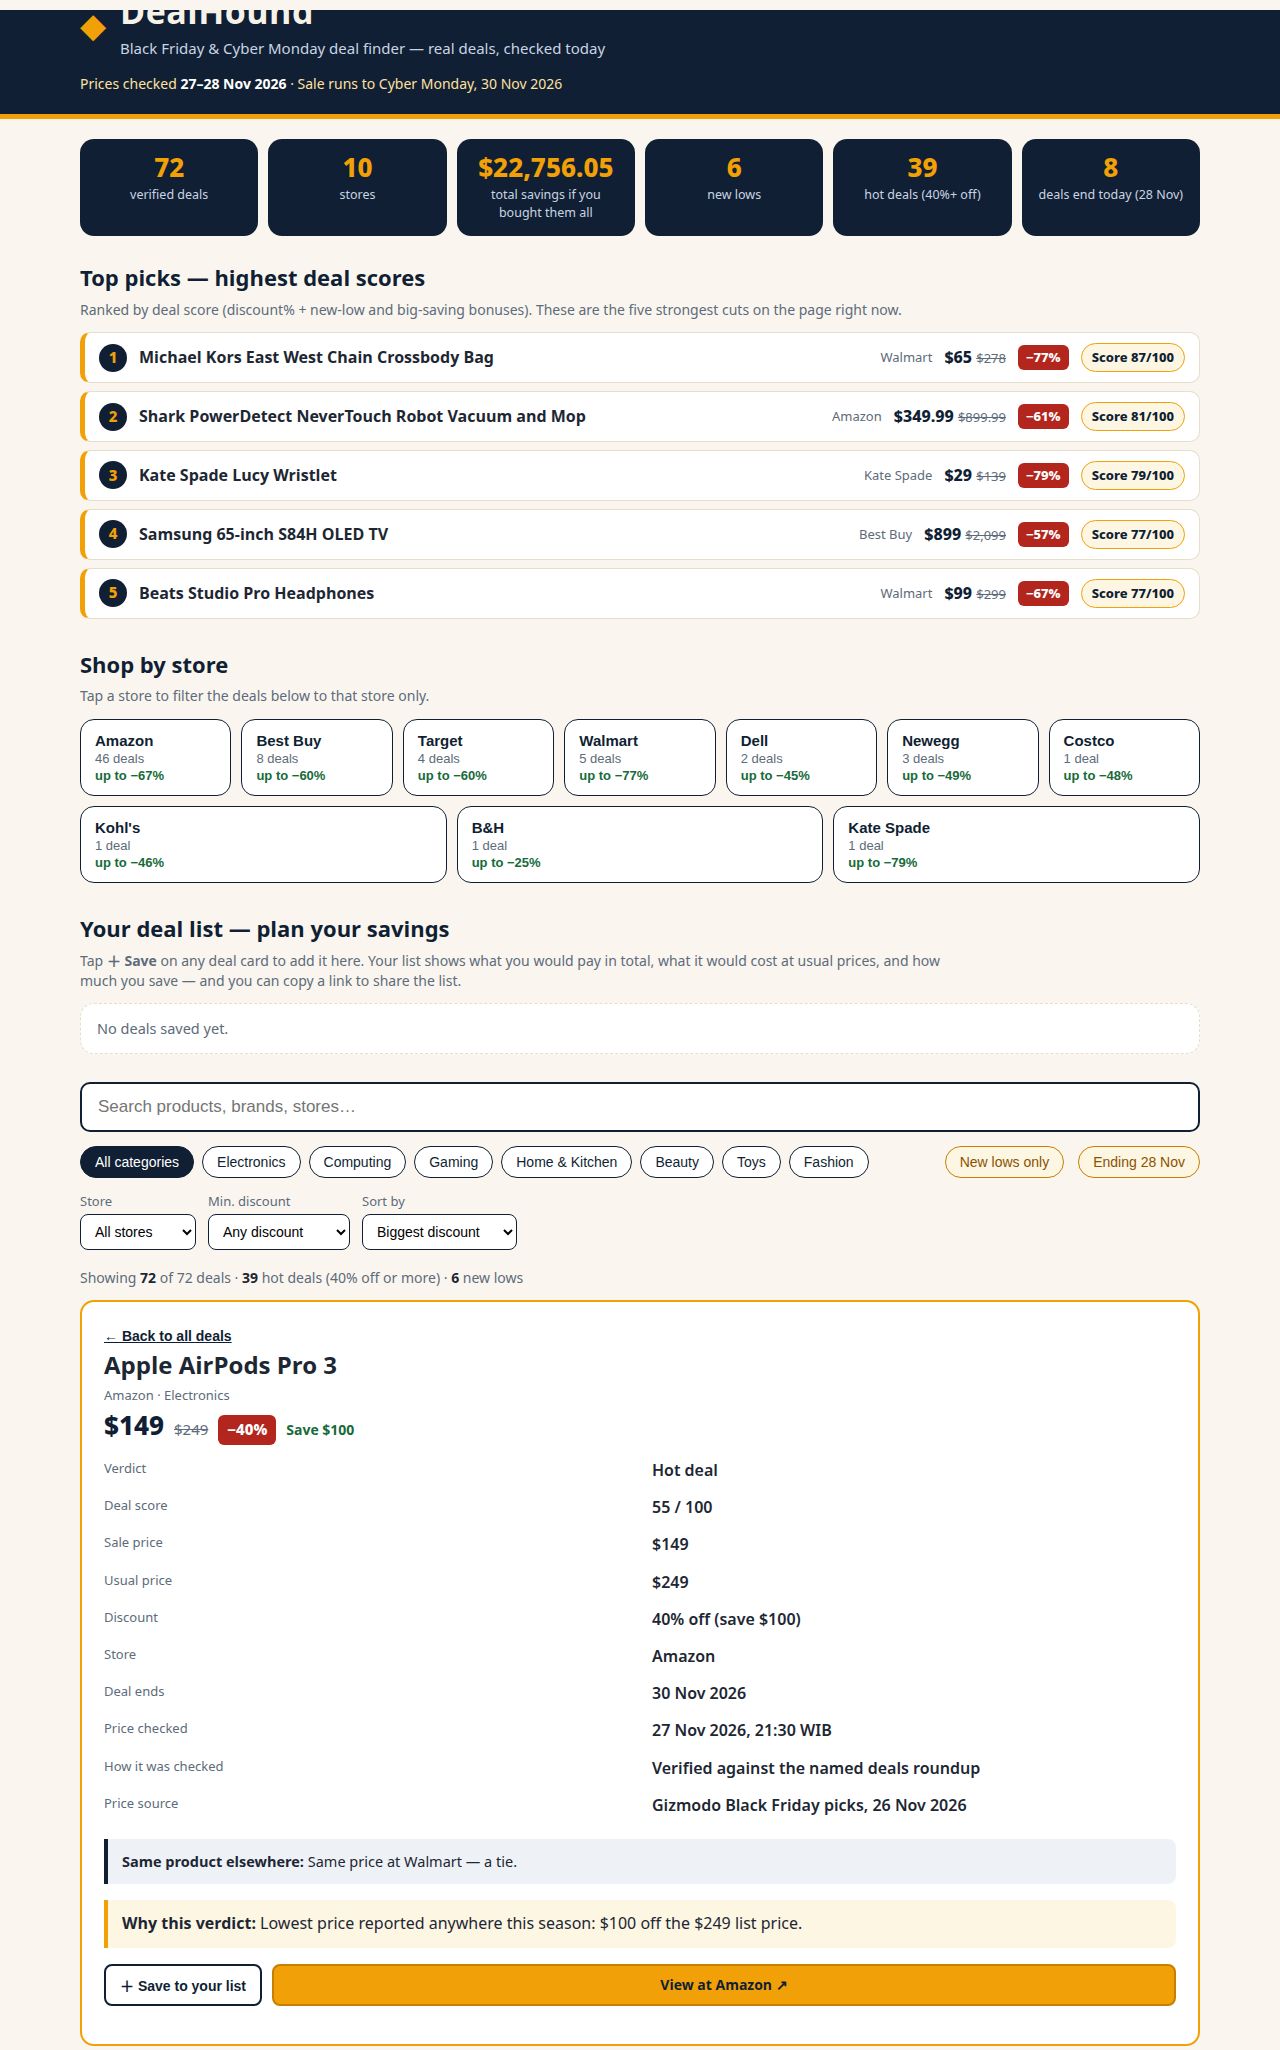 DealHound
Black Friday & Cyber Monday deal finder — real deals, checked today
Prices checked 27–28 Nov 2026 · Sale runs to Cyber Monday, 30 Nov 2026
72
verified deals
10
stores
$22,756.05
total savings if you
bought them all
6
new lows
39
hot deals (40%+ off)
8
deals end today (28 Nov)
Top picks — highest deal scores
Ranked by deal score (discount% + new-low and big-saving bonuses). These are the five strongest cuts on the page right now.
1 Michael Kors East West Chain Crossbody Bag Walmart $65 $278 −77% Score 87/100
2 Shark PowerDetect NeverTouch Robot Vacuum and Mop Amazon $349.99 $899.99 −61% Score 81/100
3 Kate Spade Lucy Wristlet Kate Spade $29 $139 −79% Score 79/100
4 Samsung 65-inch S84H OLED TV Best Buy $899 $2,099 −57% Score 77/100
5 Beats Studio Pro Headphones Walmart $99 $299 −67% Score 77/100
Shop by store
Tap a store to filter the deals below to that store only.
Amazon
46 deals
up to −67%
Best Buy
8 deals
up to −60%
Target
4 deals
up to −60%
Walmart
5 deals
up to −77%
Dell
2 deals
up to −45%
Newegg
3 deals
up to −49%
Costco
1 deal
up to −48%
Kohl's
1 deal
up to −46%
B&H
1 deal
up to −25%
Kate Spade
1 deal
up to −79%
Your deal list — plan your savings
Tap ＋ Save on any deal card to add it here. Your list shows what you would pay in total, what it would cost at usual prices, and how
much you save — and you can copy a link to share the list.
No deals saved yet.
Search products, brands, stores…
All categories Electronics Computing Gaming Home & Kitchen Beauty Toys Fashion New lows only Ending 28 Nov
Store Min. discount Sort by
All stores Any discount Biggest discount
Showing 72 of 72 deals · 39 hot deals (40% off or more) · 6 new lows
← Back to all deals
Apple AirPods Pro 3
Amazon · Electronics
$149 $249 −40% Save $100
Verdict Hot deal
Deal score 55 / 100
Sale price $149
Usual price $249
Discount 40% off (save $100)
Store Amazon
Deal ends 30 Nov 2026
Price checked 27 Nov 2026, 21:30 WIB
How it was checked Verified against the named deals roundup
Price source Gizmodo Black Friday picks, 26 Nov 2026
Same product elsewhere: Same price at Walmart — a tie.
Why this verdict: Lowest price reported anywhere this season: $100 off the $249 list price.
＋ Save to your list View at Amazon ↗